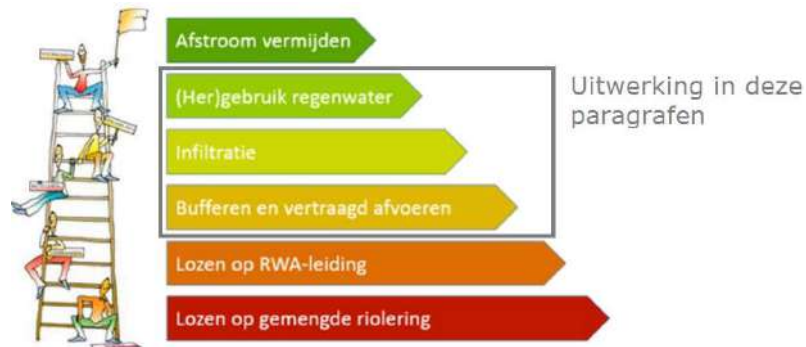 Afstroom vermijden
(Her)gebruik regenwater
Infiltratie
Bufferen en vertraagd afvoeren
Lozen op RWA-leiding
Lozen op gemengde riolering
Uitwerking in deze
paragrafen